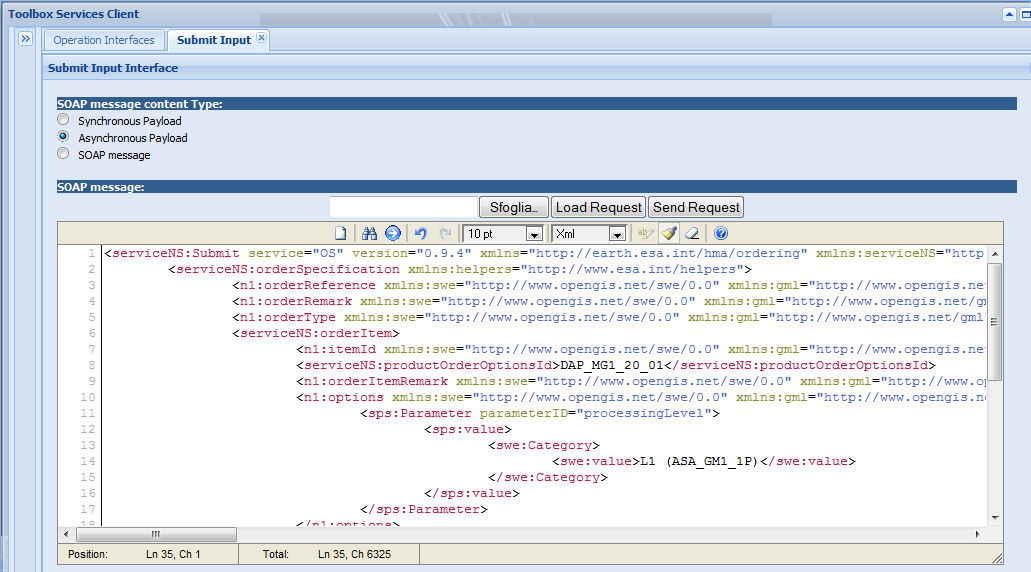 Toolbox Services Client
Operation Interfaces Submit Input
Submit Input Interface
SOAP message content Type:
Synchronous Payload
Asynchronous Payload
SOAP message
SOAP message:
Sfoglia... Load Request Send Request
10 pt Xml
1 <serviceNS:Submit service="OS" version="0.9.4" xmlns="http://earth.esa.int/hma/ordering" xmlns:serviceNS="http
2 <serviceNS:orderSpecification xmlns:helpers="http://www.esa.int/helpers">
3 <n1:orderReference xmlns:swe="http://www.opengis.net/swe/0.0" xmlns:gml="http://www.opengis.ne
4 <n1:orderRemark xmlns:swe="http://www.opengis.net/swe/0.0" xmlns:gml="http://www.opengis.net/g
5 <n1:orderType xmlns:swe="http://www.opengis.net/swe/0.0" xmlns:gml="http://www.opengis.net/gml
6 <serviceNS:orderItem>
7 <n1:itemId xmlns:swe="http://www.opengis.net/swe/0.0" xmlns:gml="http://www.opengis.ne
8 <serviceNS:productOrderOptionsId>DAP_MG1_20_01</serviceNS:productOrderOptionsId>
9 <n1:orderItemRemark xmlns:swe="http://www.opengis.net/swe/0.0" xmlns:gml="http://www.o
10 <n1:options xmlns:swe="http://www.opengis.net/swe/0.0" xmlns:gml="http://www.opengis.n
11 <sps:Parameter parameterID="processingLevel">
12 <sps:value>
13 <swe:Category>
14 <swe:value>L1 (ASA_GM1_1P)</swe:value>
15 </swe:Category>
16 </sps:value>
17 </sps:Parameter>
18 </n1:options>
Position: Ln 35, Ch 1 Total: Ln 35, Ch 6325